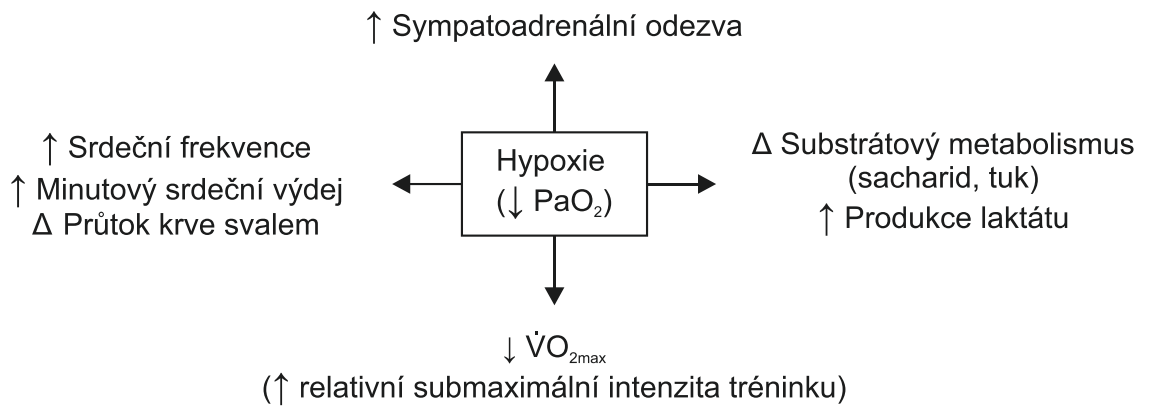 ↑ Sympatoadrenální odezva
↑ Srdeční frekvence
↑ Minutový srdeční výdej
Δ Průtok krve svalem
Hypoxie
(↓ PaO₂)
Δ Substrátový metabolismus
(sacharid, tuk)
↑ Produkce laktátu
↓ V̇O₂max
(↑ relativní submaximální intenzita tréninku)